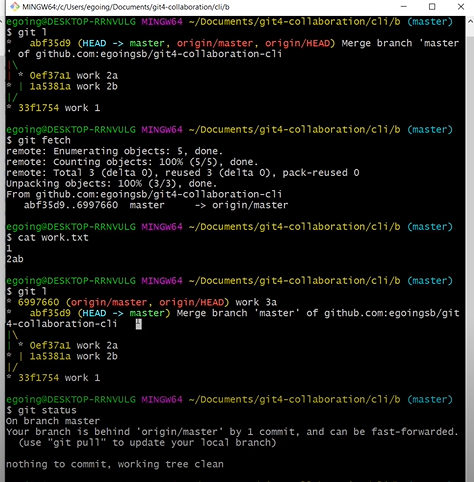 MINGW64:/c/Users/egoing/Documents/git4-collaboration/cli/b
egoing@DESKTOP-RRNVULG MINGW64 ~/Documents/git4-collaboration/cli/b (master)
$ git l
*   abf35d9 (HEAD -> master, origin/master, origin/HEAD) Merge branch 'master
' of github.com:egoingsb/git4-collaboration-cli
|\
| * 0ef37a1 work 2a
* | 1a5381a work 2b
|/
* 33f1754 work 1
egoing@DESKTOP-RRNVULG MINGW64 ~/Documents/git4-collaboration/cli/b (master)
$ git fetch
remote: Enumerating objects: 5, done.
remote: Counting objects: 100% (5/5), done.
remote: Total 3 (delta 0), reused 3 (delta 0), pack-reused 0
Unpacking objects: 100% (3/3), done.
From github.com:egoingsb/git4-collaboration-cli
   abf35d9..6997660  master     -> origin/master
egoing@DESKTOP-RRNVULG MINGW64 ~/Documents/git4-collaboration/cli/b (master)
$ cat work.txt
1
2ab
egoing@DESKTOP-RRNVULG MINGW64 ~/Documents/git4-collaboration/cli/b (master)
$ git l
* 6997660 (origin/master, origin/HEAD) work 3a
*   abf35d9 (HEAD -> master) Merge branch 'master' of github.com:egoingsb/git
4-collaboration-cli
|\
| * 0ef37a1 work 2a
* | 1a5381a work 2b
|/
* 33f1754 work 1
egoing@DESKTOP-RRNVULG MINGW64 ~/Documents/git4-collaboration/cli/b (master)
$ git status
On branch master
Your branch is behind 'origin/master' by 1 commit, and can be fast-forwarded.
  (use "git pull" to update your local branch)
nothing to commit, working tree clean